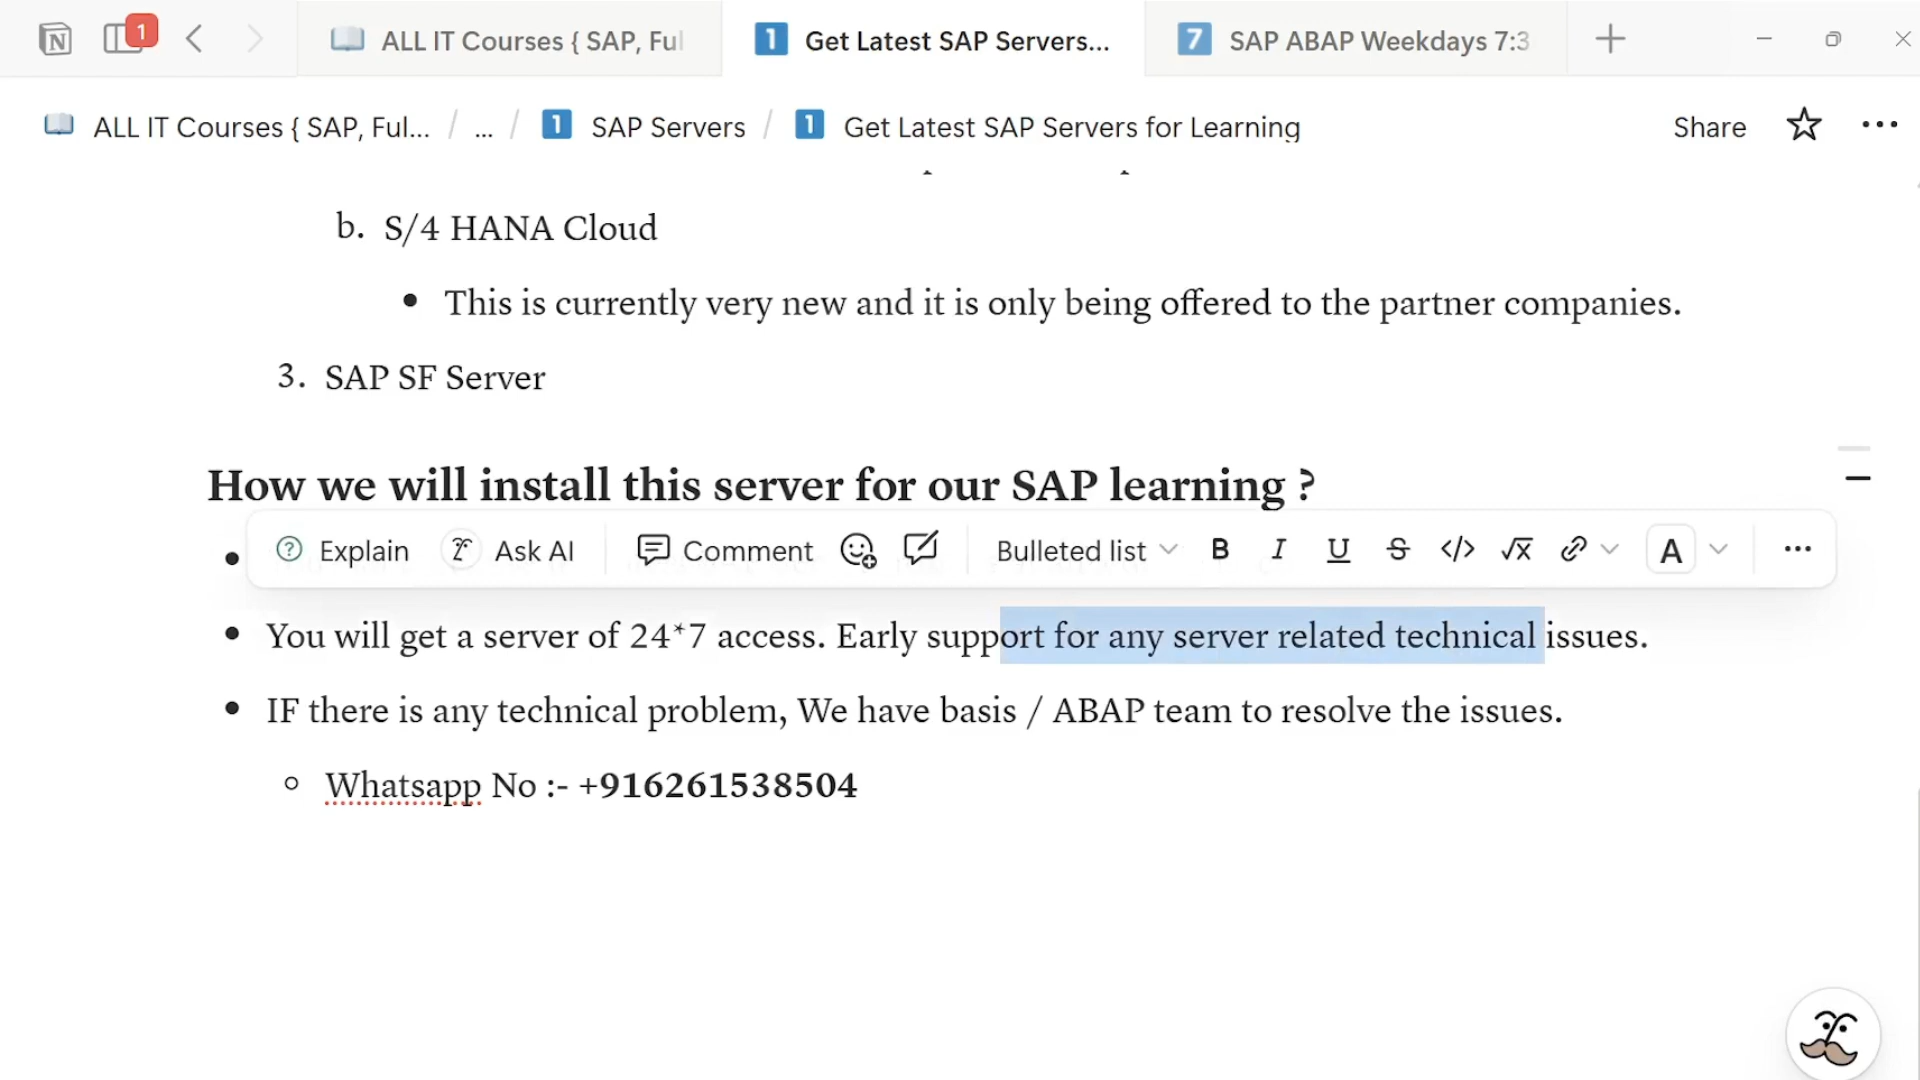 1
ALL IT Courses { SAP, Ful
1 Get Latest SAP Servers...
7 SAP ABAP Weekdays 7:3
ALL IT Courses { SAP, Ful... / ... / 1 SAP Servers / 1 Get Latest SAP Servers for Learning
Share
b. S/4 HANA Cloud
• This is currently very new and it is only being offered to the partner companies.
3. SAP SF Server
How we will install this server for our SAP learning ?
Explain Ask AI Comment Bulleted list B I U S </> √x A
• You will get a server of 24*7 access. Early support for any server related technical issues.
• IF there is any technical problem, We have basis / ABAP team to resolve the issues.
◦ Whatsapp No :- +916261538504